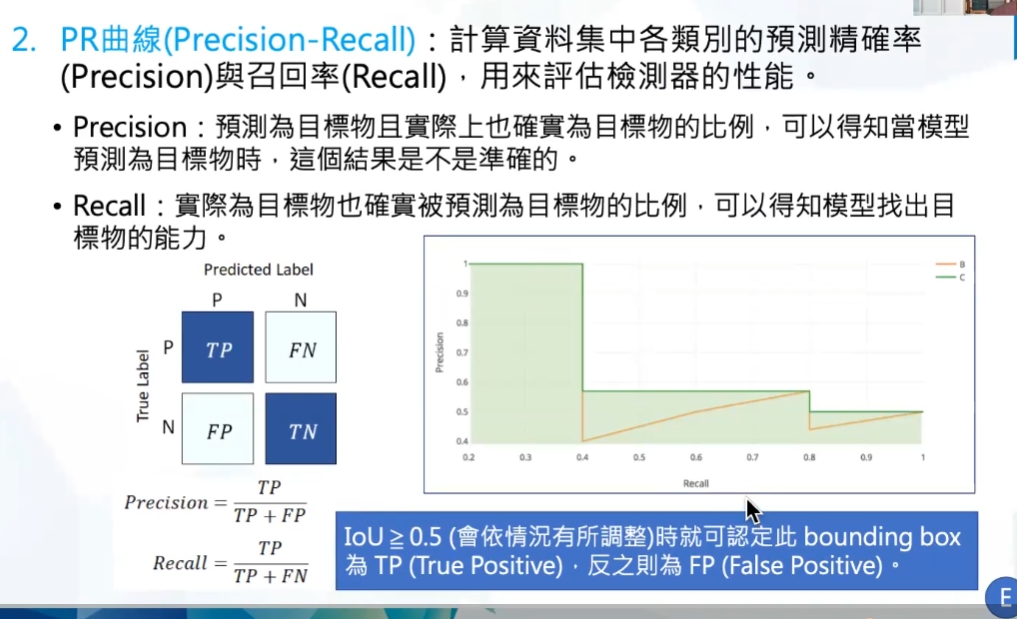 2. PR曲線(Precision-Recall)：計算資料集中各類別的預測精確率
(Precision)與召回率(Recall)，用來評估檢測器的性能。
• Precision：預測為目標物且實際上也確實為目標物的比例，可以得知當模型
預測為目標物時，這個結果是不是準確的。
• Recall：實際為目標物也確實被預測為目標物的比例，可以得知模型找出目
標物的能力。
Predicted Label
P N
True Label
P TP FN
N FP TN
Precision = TP / TP + FP
Recall = TP / TP + FN
B
C
Precision
1
0.9
0.8
0.7
0.6
0.5
0.4
0.2 0.3 0.4 0.5 0.6 0.7 0.8 0.9 1
Recall
IoU ≧ 0.5 (會依情況有所調整)時就可認定此 bounding box
為 TP (True Positive)，反之則為 FP (False Positive)。
E